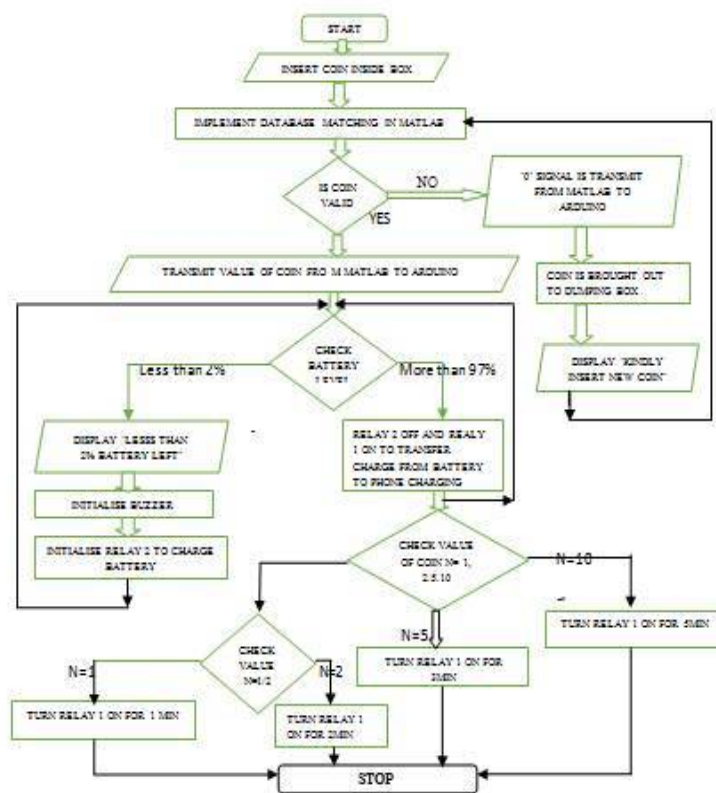 START
INSERT COIN INSIDE BOX
IMPLEMENT DATABASE MATCHING IN MATLAB
IS COIN
VALID
NO
YES
'0' SIGNAL IS TRANSMIT
FROM MATLAB TO
ARDUINO
TRANSMIT VALUE OF COIN FRO M MATLAB TO ARDUINO
COIN IS BROUGHT OUT
TO DUMPING BOX
DISPLAY "KINDLY
INSERT NEW COIN"
CHECK
BATTERY
LEVEL
Less than 2%
More than 97%
DISPLAY "LESSS THAN
2% BATTERY LEFT"
INITIALISE BUZZER
INITIALISE RELAY 2 TO CHARGE
BATTERY
RELAY 2 OFF AND REALY
1 ON TO TRANSFER
CHARGE FROM BATTERY
TO PHONE CHARGING
CHECK VALUE
OF COIN N= 1,
2.5.10
N=10
TURN RELAY 1 ON FOR 5MIN
N=5
TURN RELAY 1 ON FOR
3MIN
CHECK
VALUE
N=1/2
N=1
N=2
TURN RELAY 1 ON FOR 1 MIN
TURN RELAY 1
ON FOR 2MIN
STOP